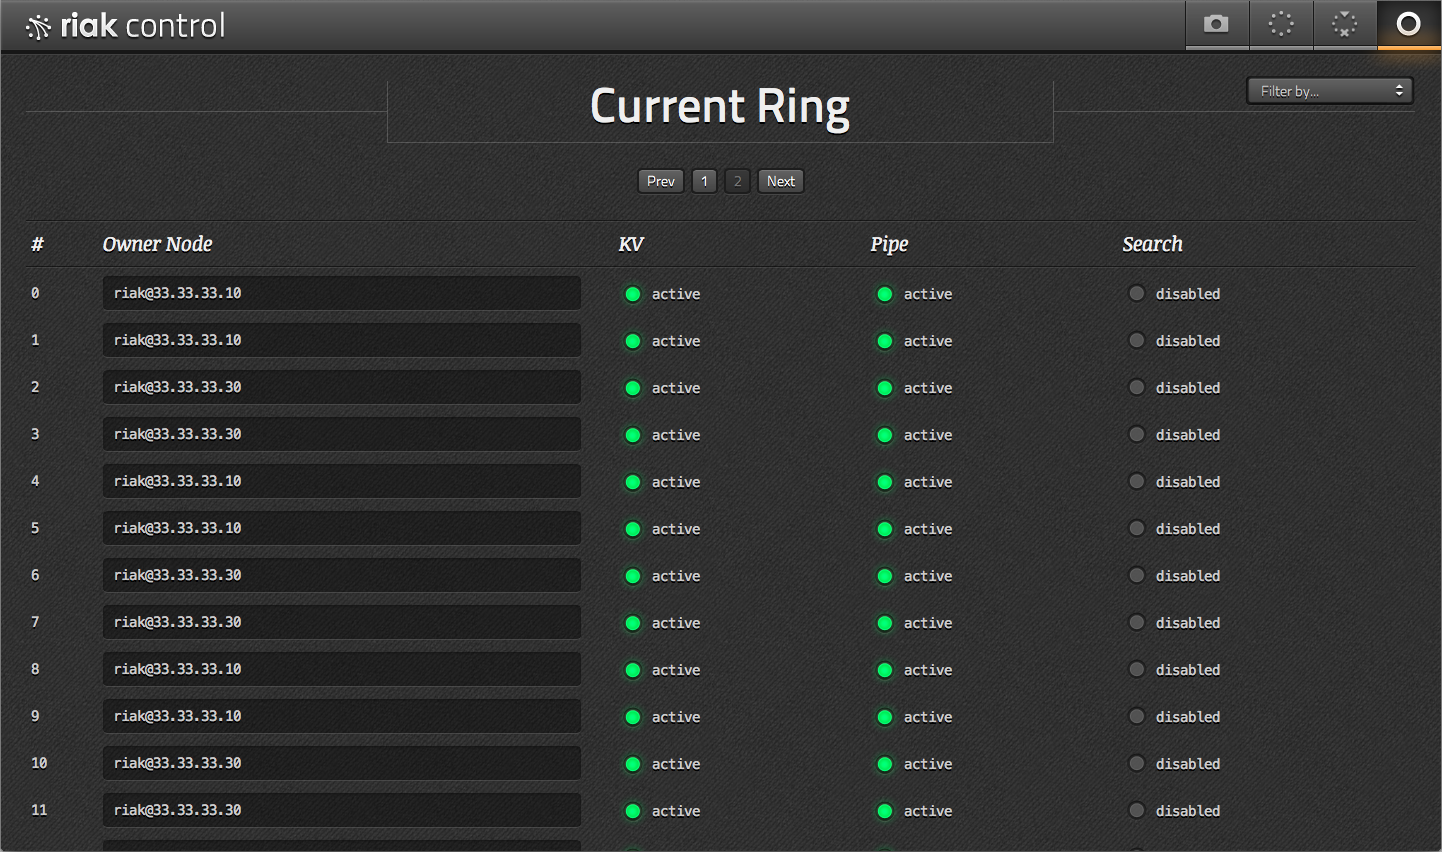 riak control
Current Ring
Filter by...
Prev 1 2 Next
# Owner Node KV Pipe Search
0 riak@33.33.33.10 active active disabled
1 riak@33.33.33.10 active active disabled
2 riak@33.33.33.30 active active disabled
3 riak@33.33.33.30 active active disabled
4 riak@33.33.33.10 active active disabled
5 riak@33.33.33.10 active active disabled
6 riak@33.33.33.30 active active disabled
7 riak@33.33.33.30 active active disabled
8 riak@33.33.33.10 active active disabled
9 riak@33.33.33.10 active active disabled
10 riak@33.33.33.30 active active disabled
11 riak@33.33.33.30 active active disabled